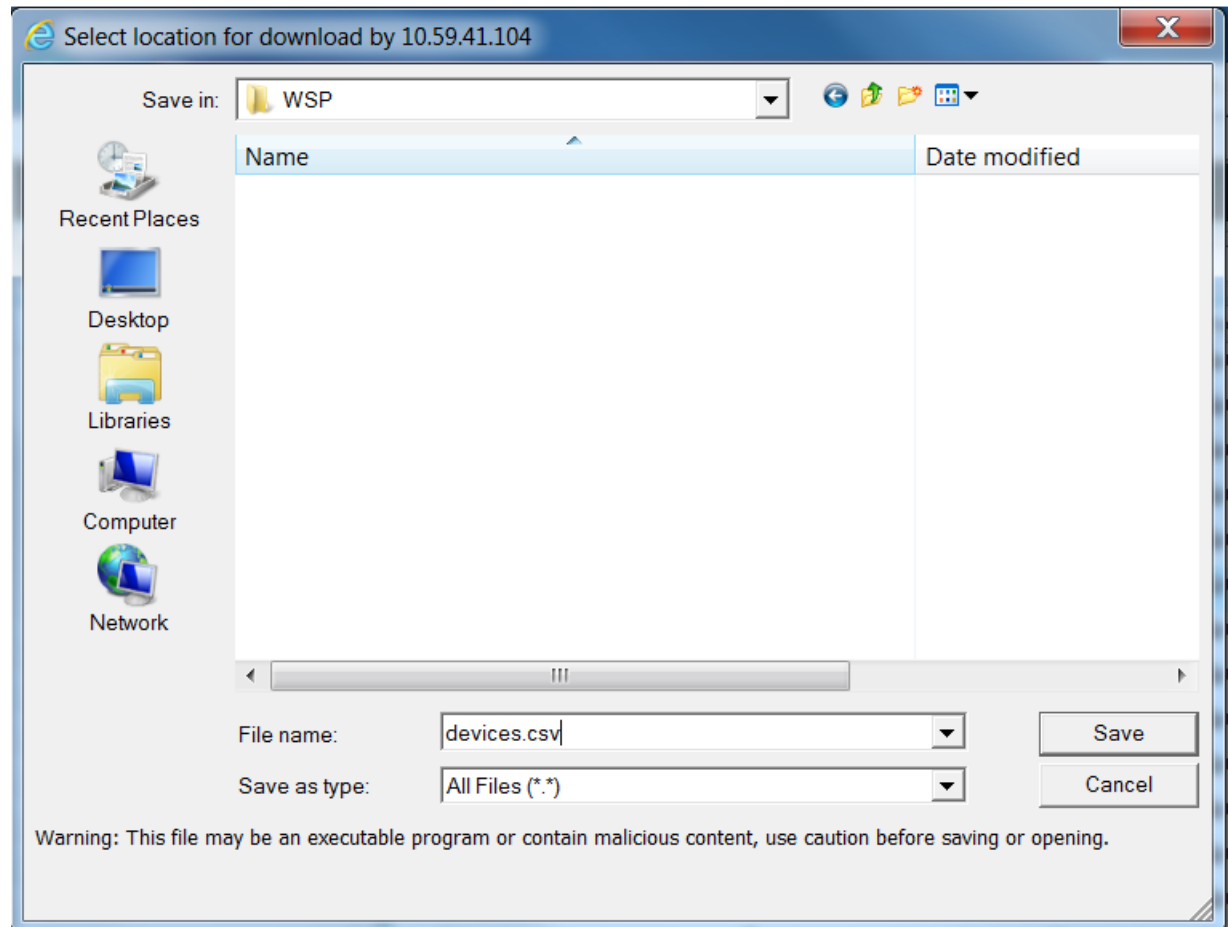 Select location for download by 10.59.41.104
X
Save in: WSP
Name Date modified
Recent Places
Desktop
Libraries
Computer
Network
File name: devices.csv Save
Save as type: All Files (*.*) Cancel
Warning: This file may be an executable program or contain malicious content, use caution before saving or opening.